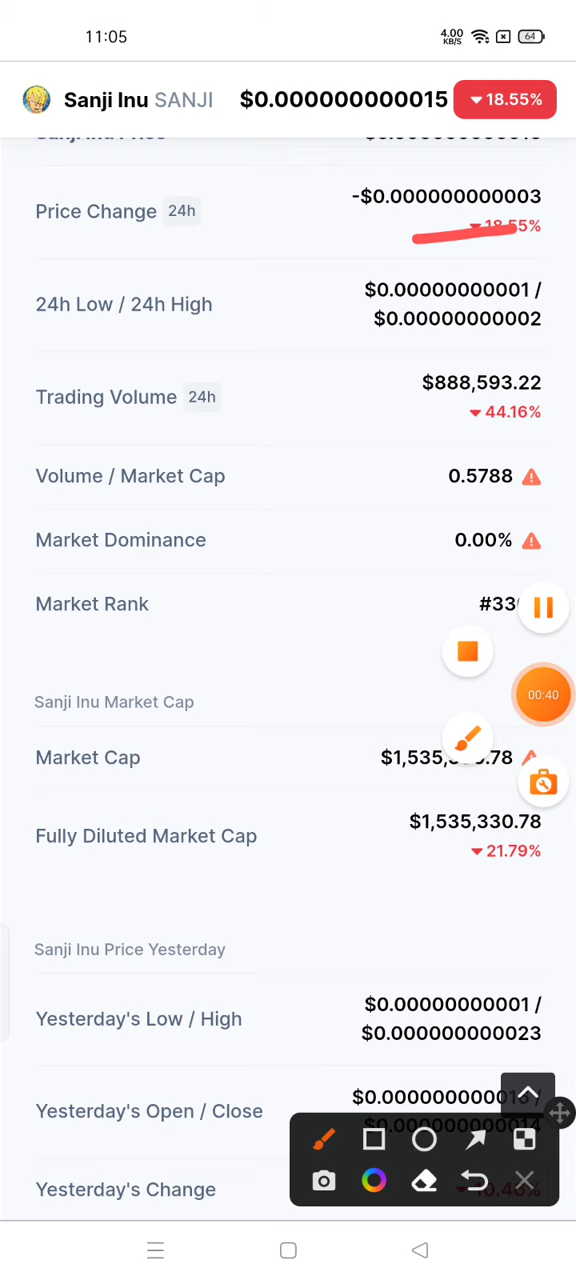 11:05
4.00
KB/S
64
Sanji Inu SANJI $0.000000000015 18.55%
Price Change 24h
-$0.000000000003
18.55%
24h Low / 24h High
$0.00000000001 /
$0.00000000002
Trading Volume 24h
$888,593.22
44.16%
Volume / Market Cap 0.5788
Market Dominance 0.00%
Market Rank
Sanji Inu Market Cap
00:40
Market Cap
Fully Diluted Market Cap
$1,535,330.78
21.79%
Sanji Inu Price Yesterday
Yesterday's Low / High
$0.00000000001 /
$0.000000000023
Yesterday's Open / Close
Yesterday's Change